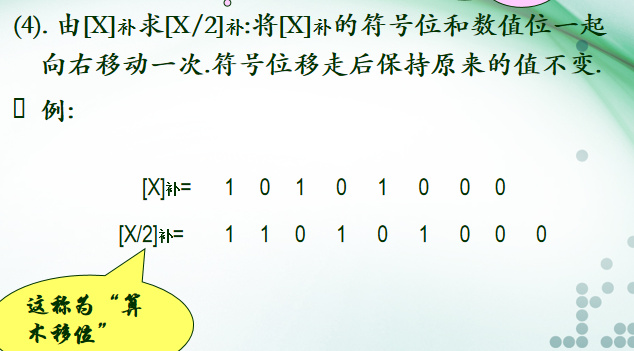 (4). 由[X]补求[X/2]补:将[X]补的符号位和数值位一起
向右移动一次.符号位移走后保持原来的值不变.
例:
[X]补= 1 0 1 0 1 0 0 0
[X/2]补= 1 1 0 1 0 1 0 0 0
这称为“算
术移位”